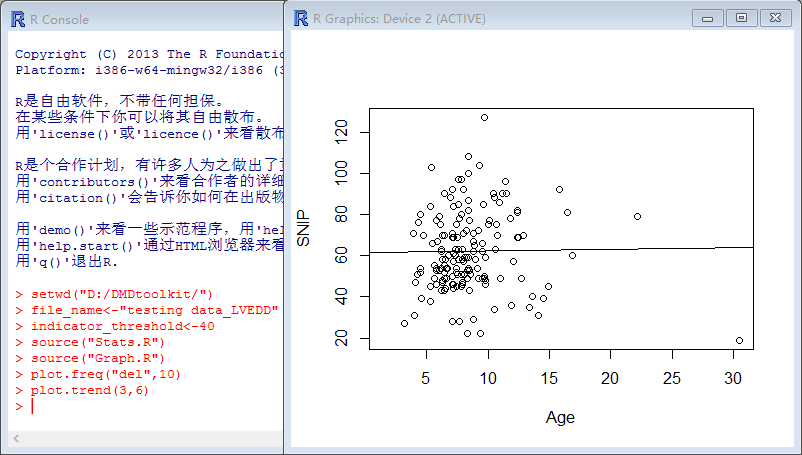 R Console
Copyright (C) 2013 The R Foundation
Platform: i386-w64-mingw32/i386
R是自由软件，不带任何担保。
在某些条件下你可以将其自由散布。
用'license()'或'licence()'来看散布
R是个合作计划，有许多人为之做出了
用'contributors()'来看合作者的详细
用'citation()'会告诉你如何在出版物
用'demo()'来看一些示范程序，用'hel
用'help.start()'通过HTML浏览器来看
用'q()'退出R.
> setwd("D:/DMDtoolkit/")
> file_name<-"testing data_LVEDD"
> indicator_threshold<-40
> source("Stats.R")
> source("Graph.R")
> plot.freq("del",10)
> plot.trend(3,6)
>
R Graphics: Device 2 (ACTIVE)
SNIP
120
100
80
60
40
20
5 10 15 20 25 30
Age